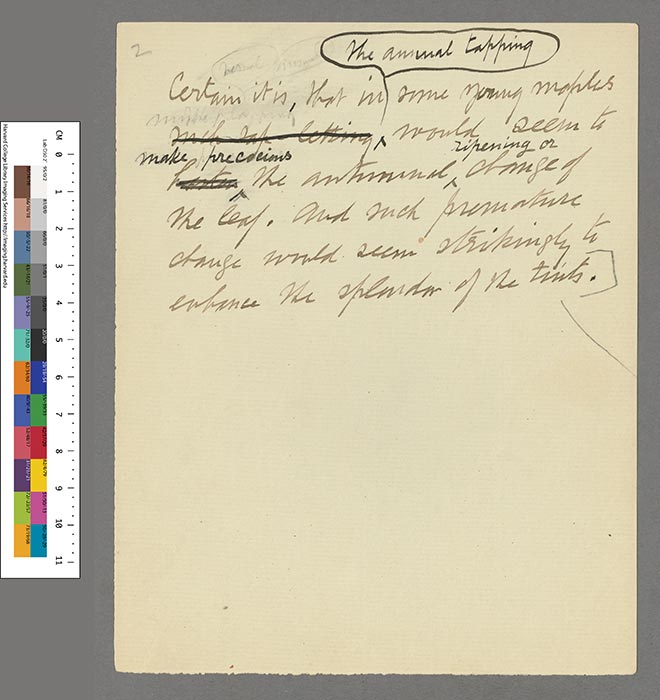 2
the annual tapping
Certain it is, that in some young maples
such sap-letting, would seem to
make precocious ripening or
hasten the autumnal change of
the leaf. And such premature
change would seem strikingly to
enhance the splendor of the tints.
CM 0 1 2 3 4 5 6 7 8 9 10 11
Harvard College Library Imaging Services http://imaging.harvard.edu